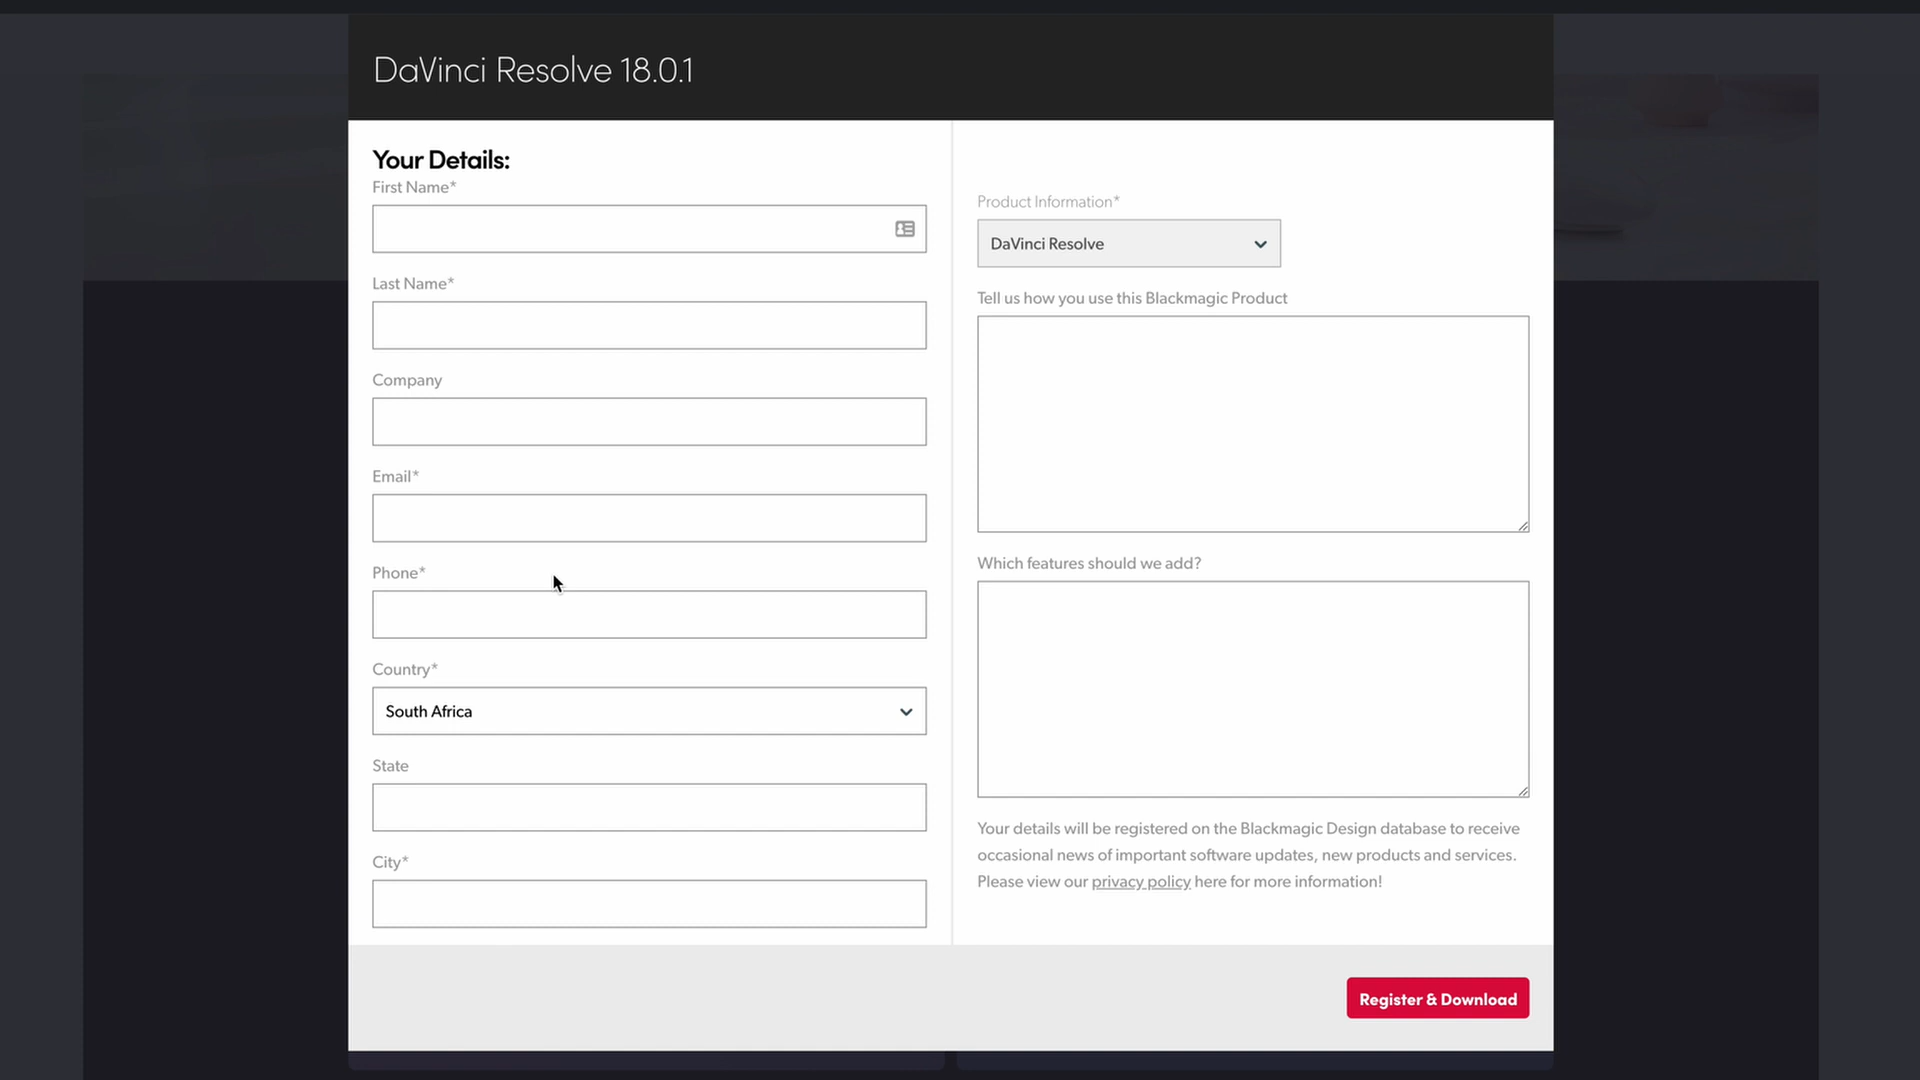 DaVinci Resolve 18.0.1
Your Details:
First Name*
Last Name*
Company
Email*
Phone*
Country*
South Africa
State
City*
Product Information*
DaVinci Resolve
Tell us how you use this Blackmagic Product
Which features should we add?
Your details will be registered on the Blackmagic Design database to receive
occasional news of important software updates, new products and services.
Please view our privacy policy here for more information!
Register & Download